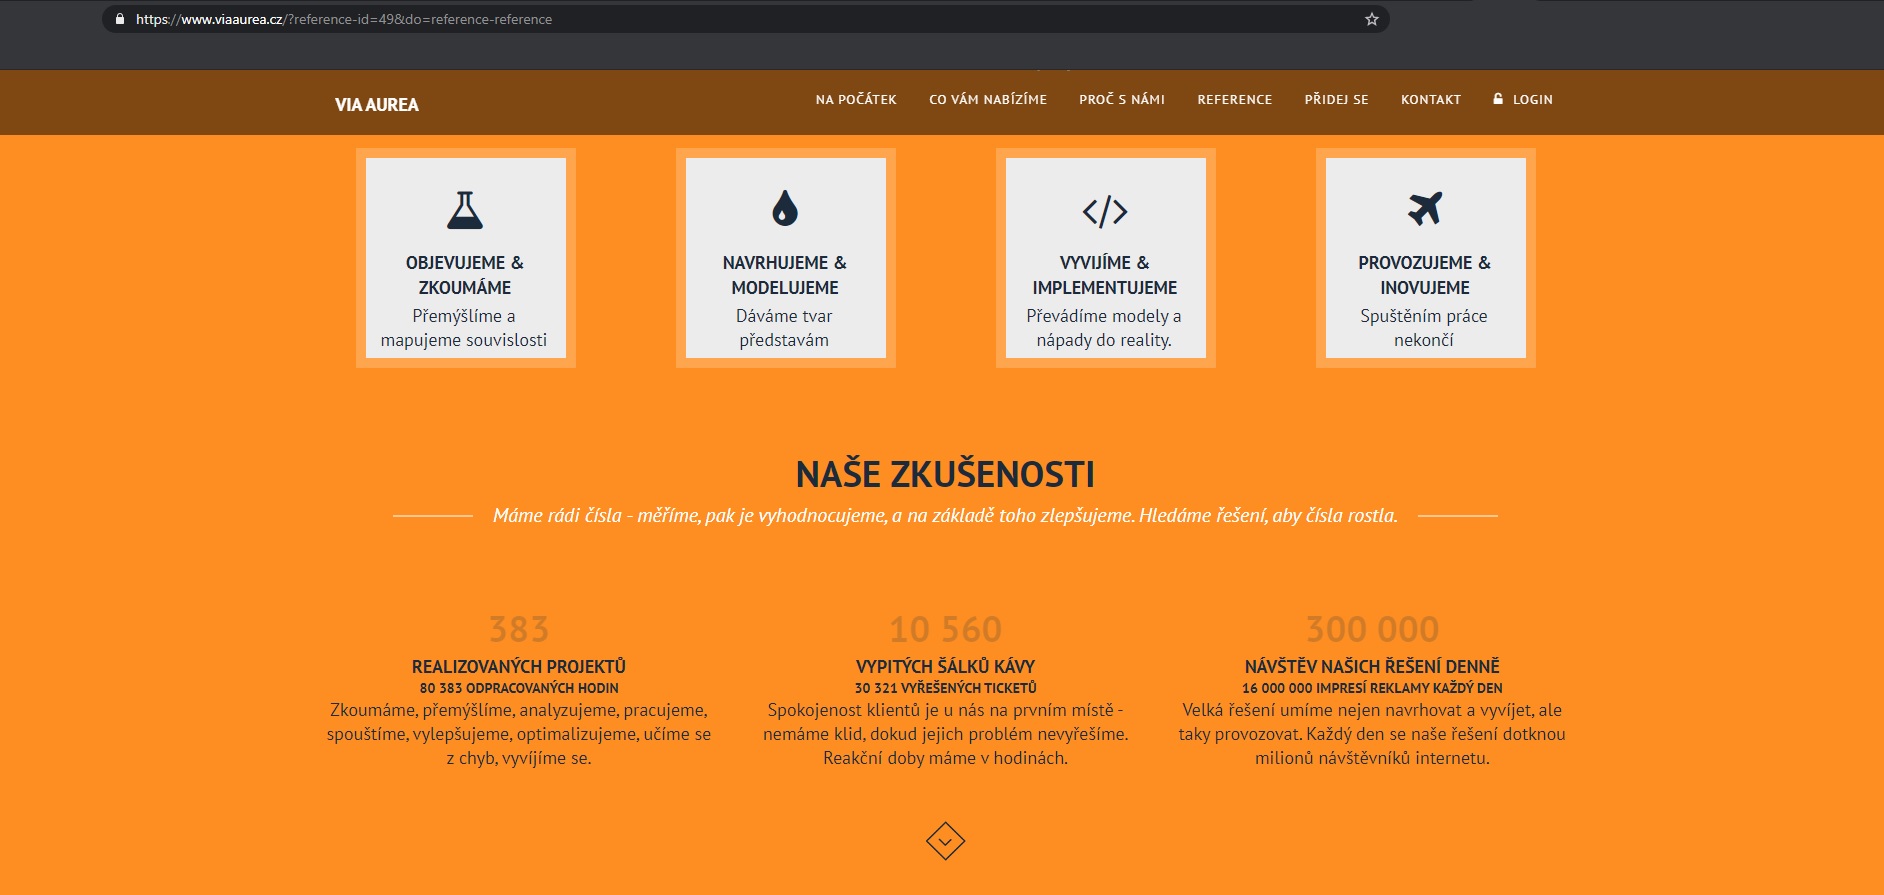 https://www.viaaurea.cz/?reference-id=49&do=reference-reference
VIA AUREA
NA POČÁTEK CO VÁM NABÍZÍME PROČ S NÁMI REFERENCE PŘIDEJ SE KONTAKT LOGIN
OBJEVUJEME &
ZKOUMÁME
Přemýšlíme a
mapujeme souvislosti
NAVRHUJEME &
MODELUJEME
Dáváme tvar
představám
VYVIJÍME &
IMPLEMENTUJEME
Převádíme modely a
nápady do reality.
PROVOZUJEME &
INOVUJEME
Spuštěním práce
nekončí
NAŠE ZKUŠENOSTI
Máme rádi čísla - měříme, pak je vyhodnocujeme, a na základě toho zlepšujeme. Hledáme řešení, aby čísla rostla.
383
REALIZOVANÝCH PROJEKTŮ
80 383 ODPRACOVANÝCH HODIN
Zkoumáme, přemýšlíme, analyzujeme, pracujeme,
spouštíme, vylepšujeme, optimalizujeme, učíme se
z chyb, vyvíjíme se.
10 560
VYPITÝCH ŠÁLKŮ KÁVY
30 321 VYŘEŠENÝCH TICKETŮ
Spokojenost klientů je u nás na prvním místě -
nemáme klid, dokud jejich problém nevyřešíme.
Reakční doby máme v hodinách.
300 000
NÁVŠTĚV NAŠICH ŘEŠENÍ DENNĚ
16 000 000 IMPRESÍ REKLAMY KAŽDÝ DEN
Velká řešení umíme nejen navrhovat a vyvíjet, ale
taky provozovat. Každý den se naše řešení dotknou
milionů návštěvníků internetu.